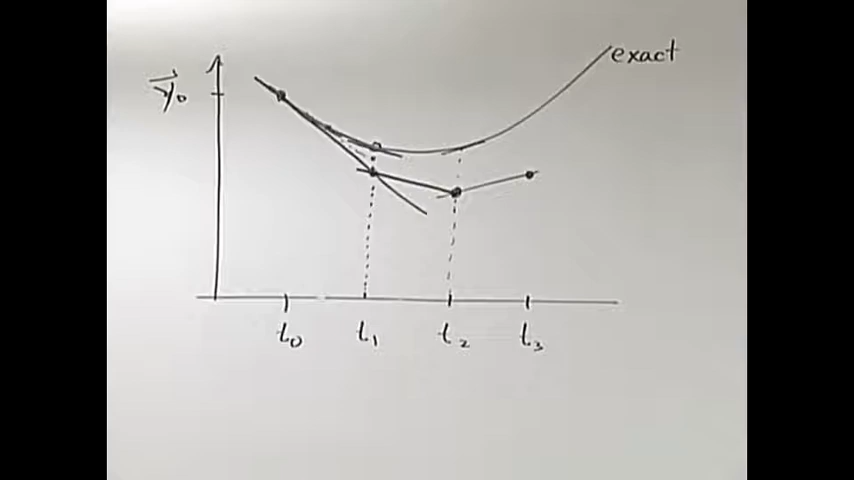 exact
y₀
t₀ t₁ t₂ t₃